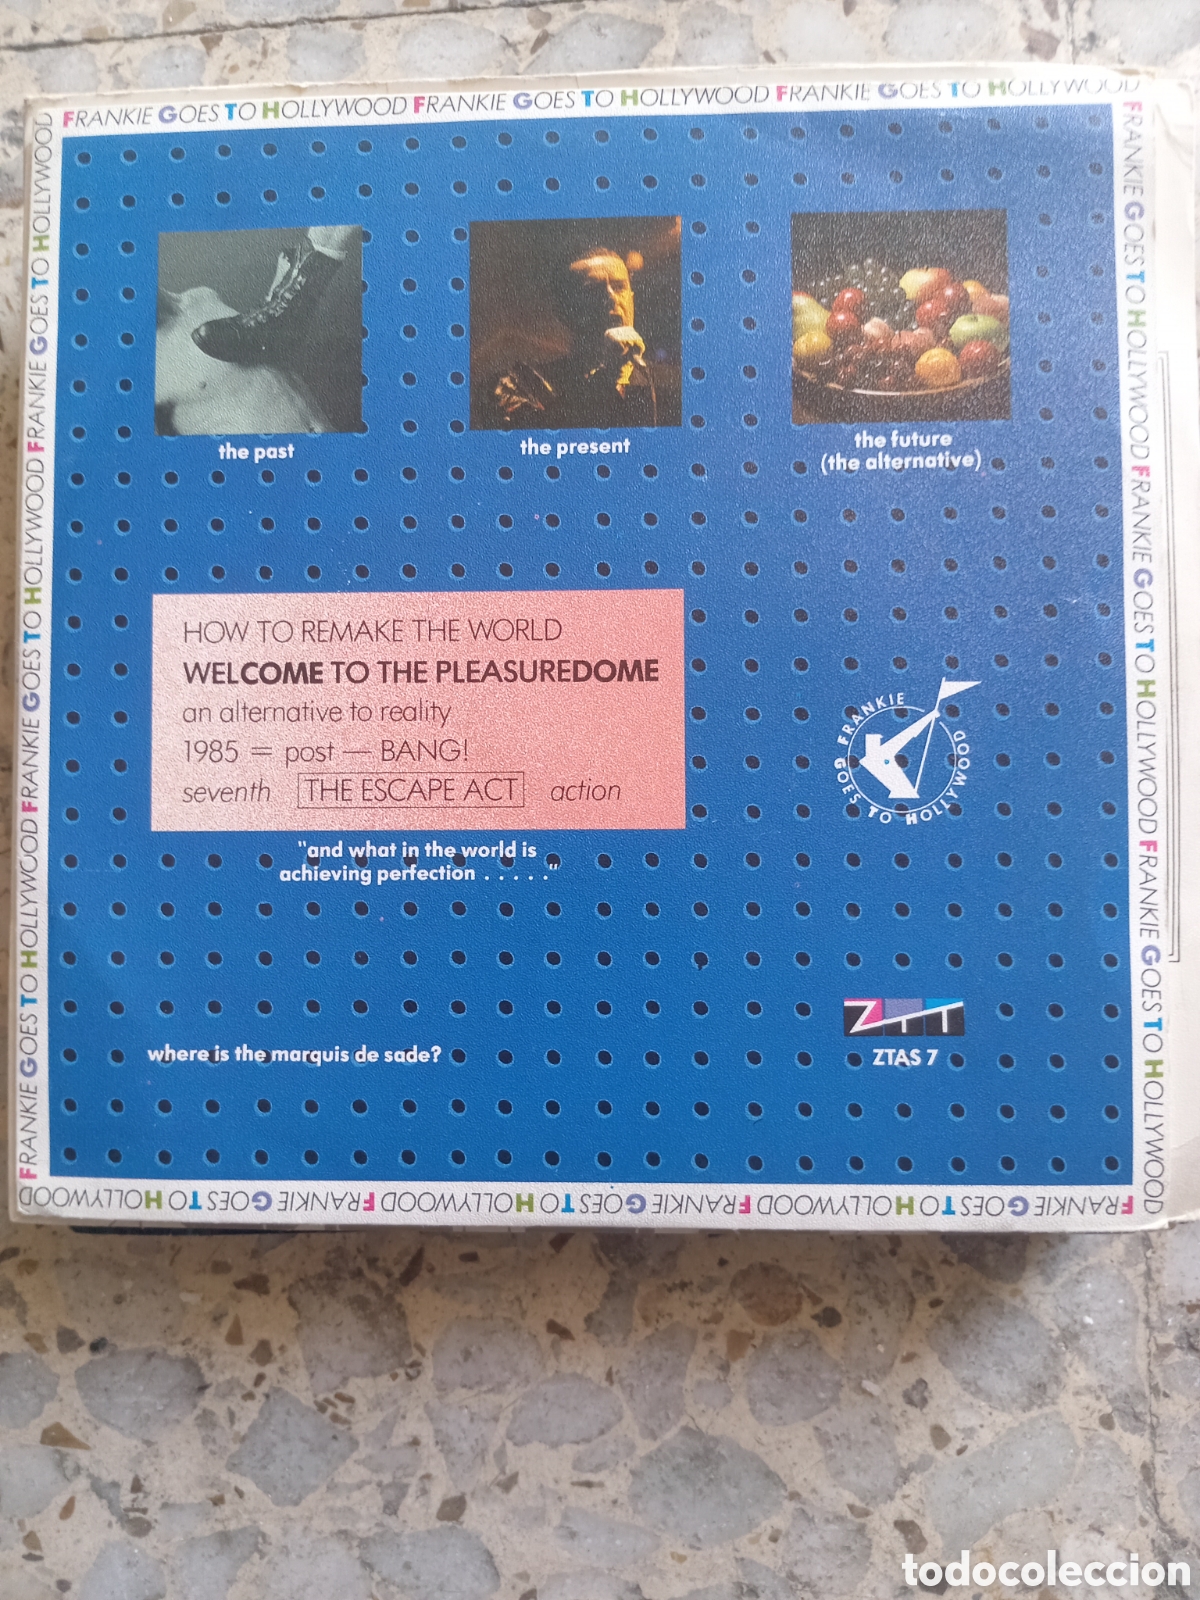 FRANKIE GOES TO HOLLYWOOD FRANKIE GOES TO HOLLYWOOD FRANKIE GOES TO HOLLYWOOD
FRANKIE GOES TO HOLLYWOOD FRANKIE GOES TO HOLLYWOOD FRANKIE GOES TO HOLLYWOOD
the past
the present
the future
(the alternative)
HOW TO REMAKE THE WORLD
WELCOME TO THE PLEASUREDOME
an alternative to reality
1985 = post — BANG!
seventh THE ESCAPE ACT action
"and what in the world is
achieving perfection . . . . ."
FRANKIE GOES TO HOLLYWOOD
where is the marquis de sade?
ZTT
ZTAS 7
FRANKIE GOES TO HOLLYWOOD FRANKIE GOES TO HOLLYWOOD FRANKIE GOES TO HOLLYWOOD
FRANKIE GOES TO HOLLYWOOD FRANKIE GOES TO HOLLYWOOD FRANKIE GOES TO HOLLYWOOD
todocoleccion